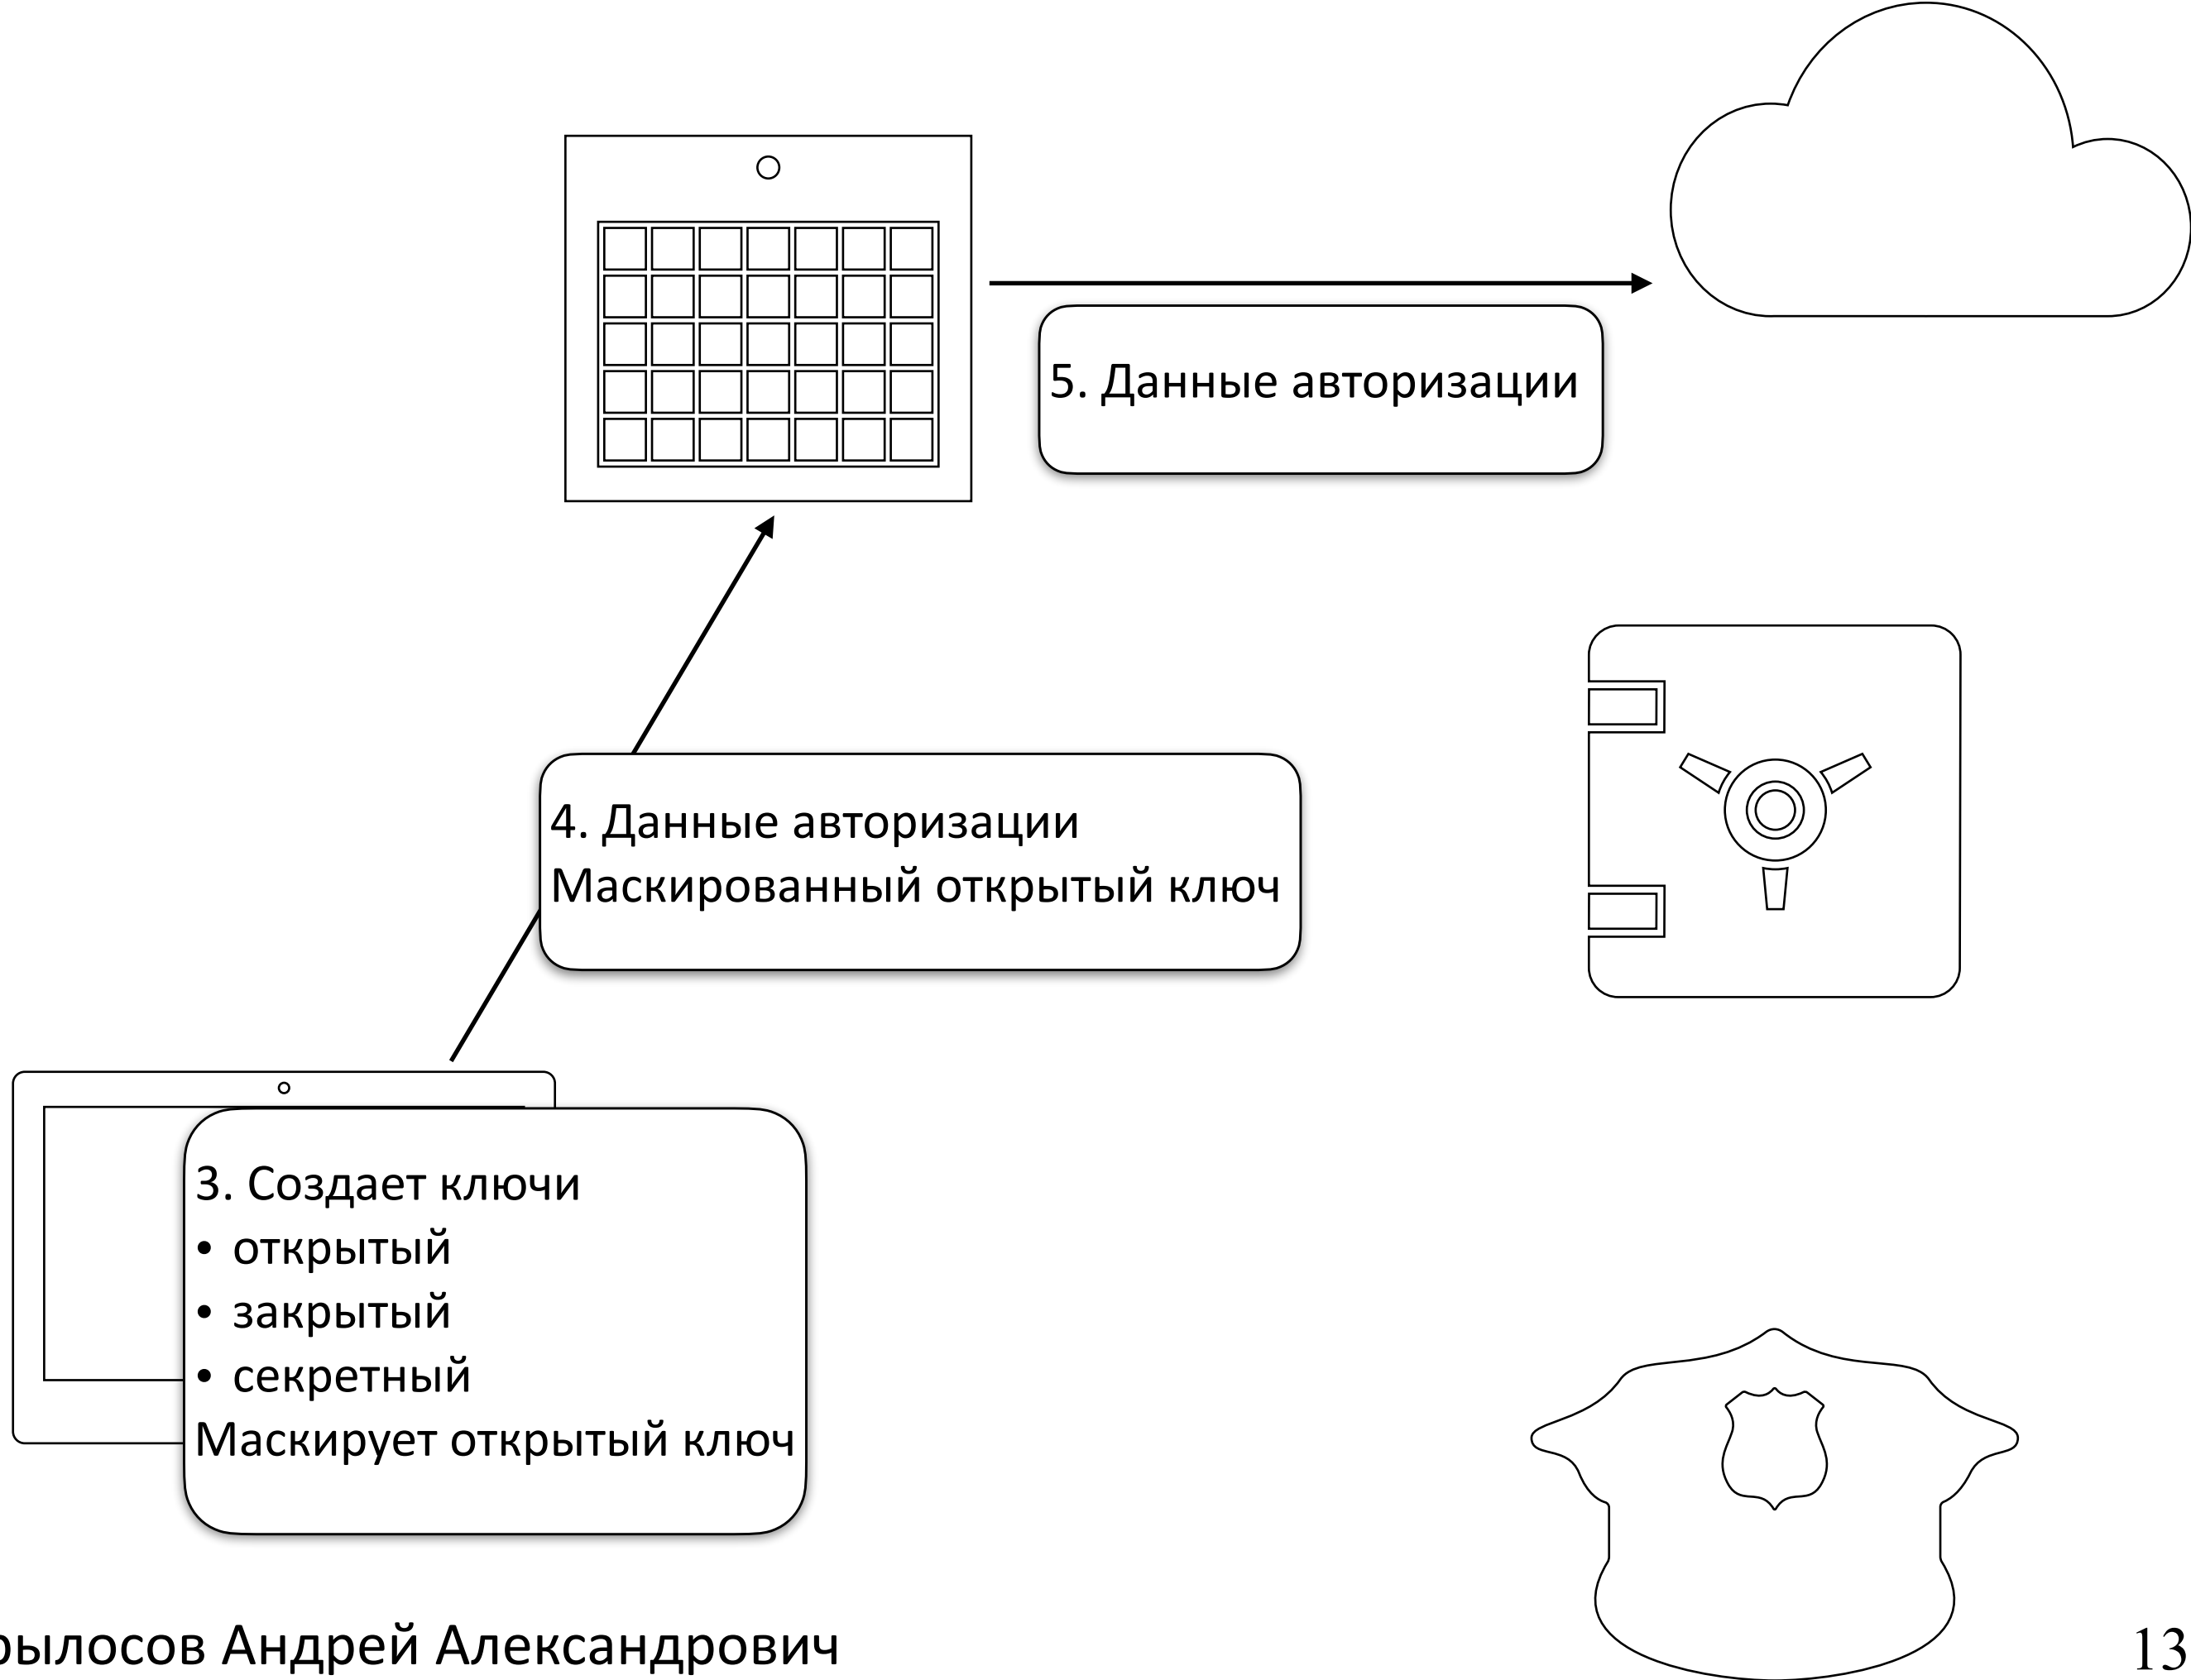 5. Данные авторизации
4. Данные авторизации
Маскированный открытый ключ
3. Создает ключи
• открытый
• закрытый
• секретный
Маскирует открытый ключ
Андрей Александрович
13